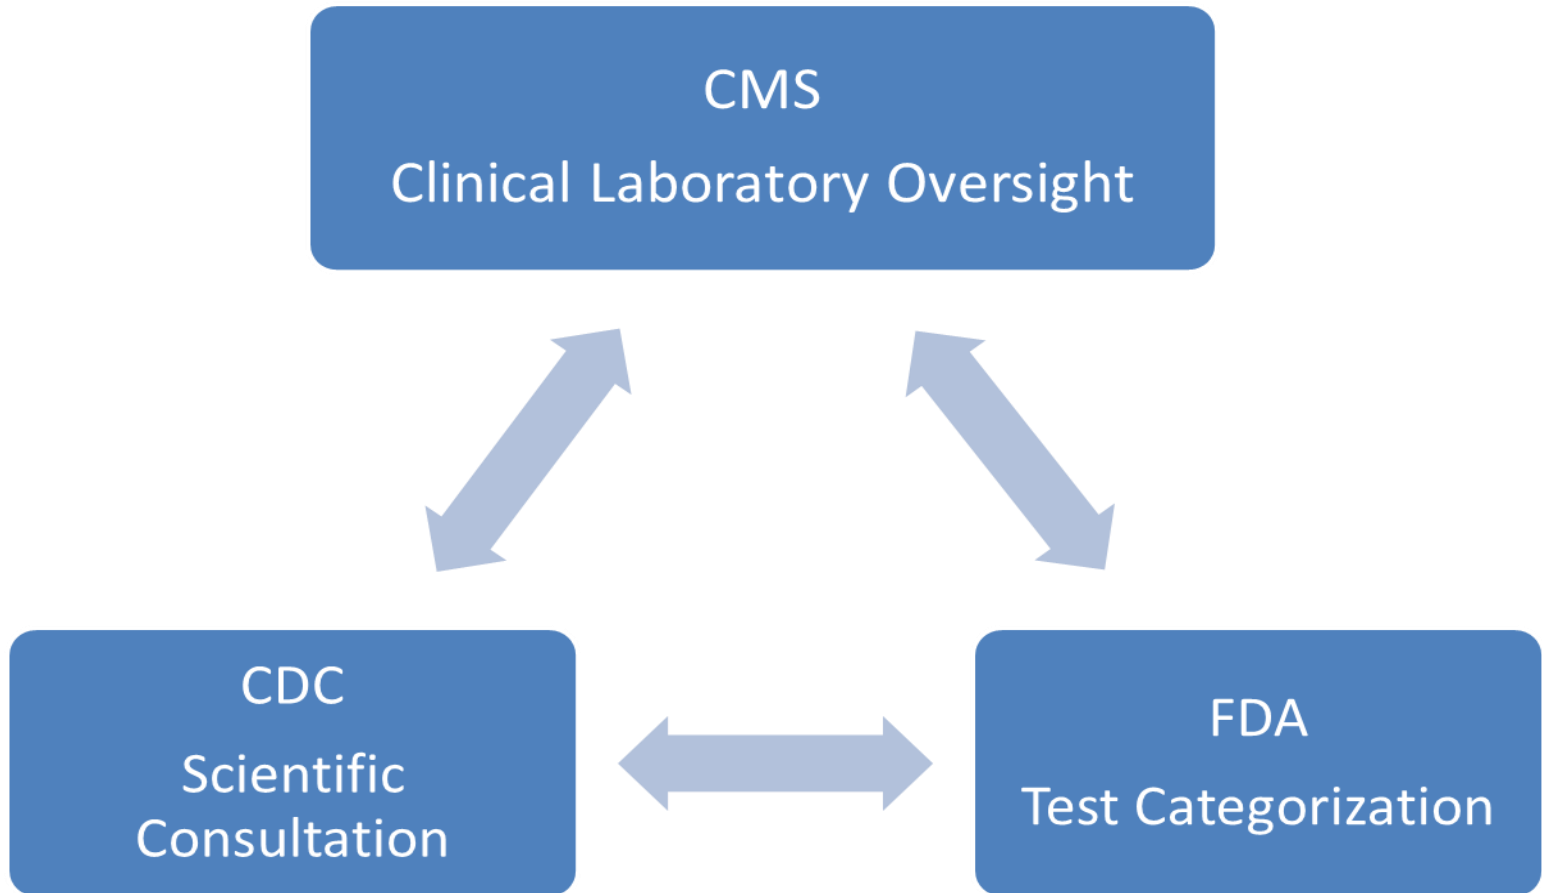 CMS
Clinical Laboratory Oversight
CDC
Scientific
Consultation
FDA
Test Categorization